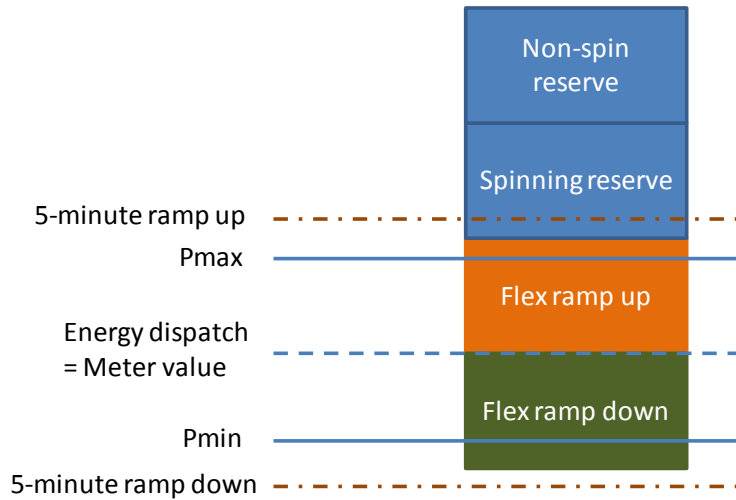 Non-spin
reserve
Spinning reserve
5-minute ramp up
Pmax
Flex ramp up
Energy dispatch
= Meter value
Flex ramp down
Pmin
5-minute ramp down